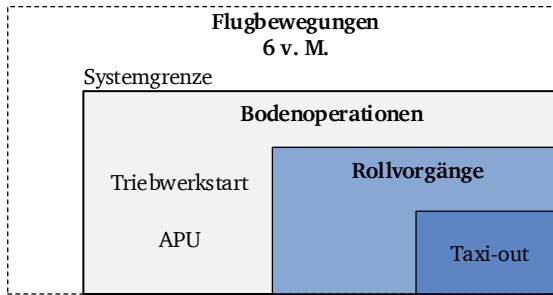 Flugbewegungen
6 v. M.
Systemgrenze
Bodenoperationen
Triebwerkstart
Rollvorgänge
APU
Taxi-out